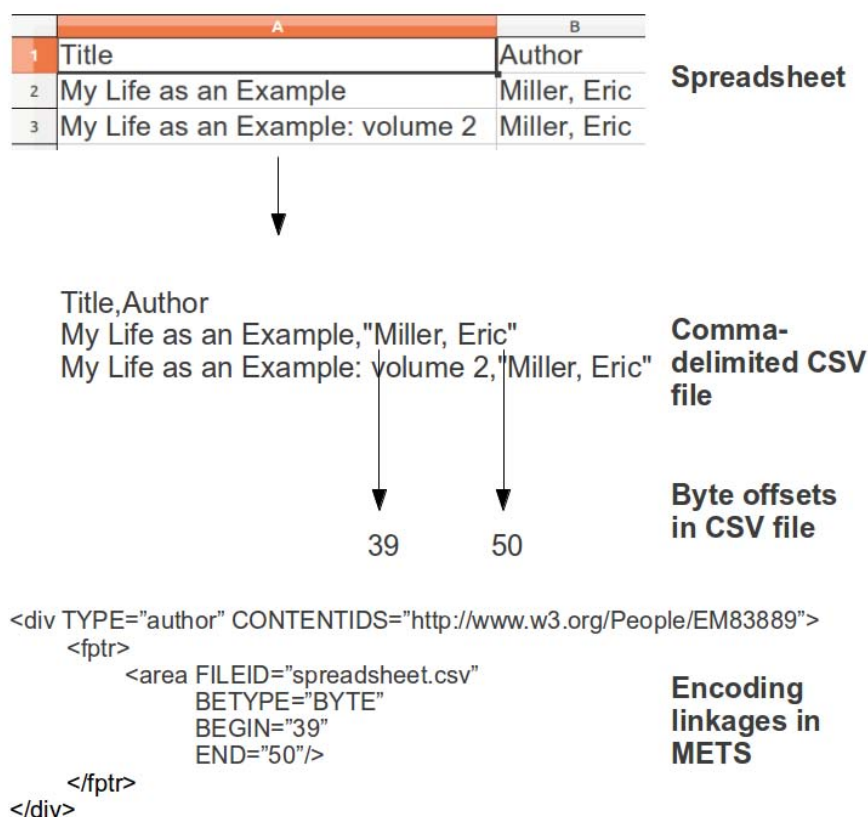 A B
1 Title Author
2 My Life as an Example Miller, Eric
3 My Life as an Example: volume 2 Miller, Eric
Spreadsheet
Title,Author
My Life as an Example,"Miller, Eric"
My Life as an Example: volume 2,"Miller, Eric"
Comma-
delimited CSV
file
39 50
Byte offsets
in CSV file
<div TYPE=”author” CONTENTIDS=”http://www.w3.org/People/EM83889”>
<fptr>
<area FILEID=”spreadsheet.csv”
BETYPE=”BYTE”
BEGIN=”39”
END=”50”/>
</fptr>
</div>
Encoding
linkages in
METS